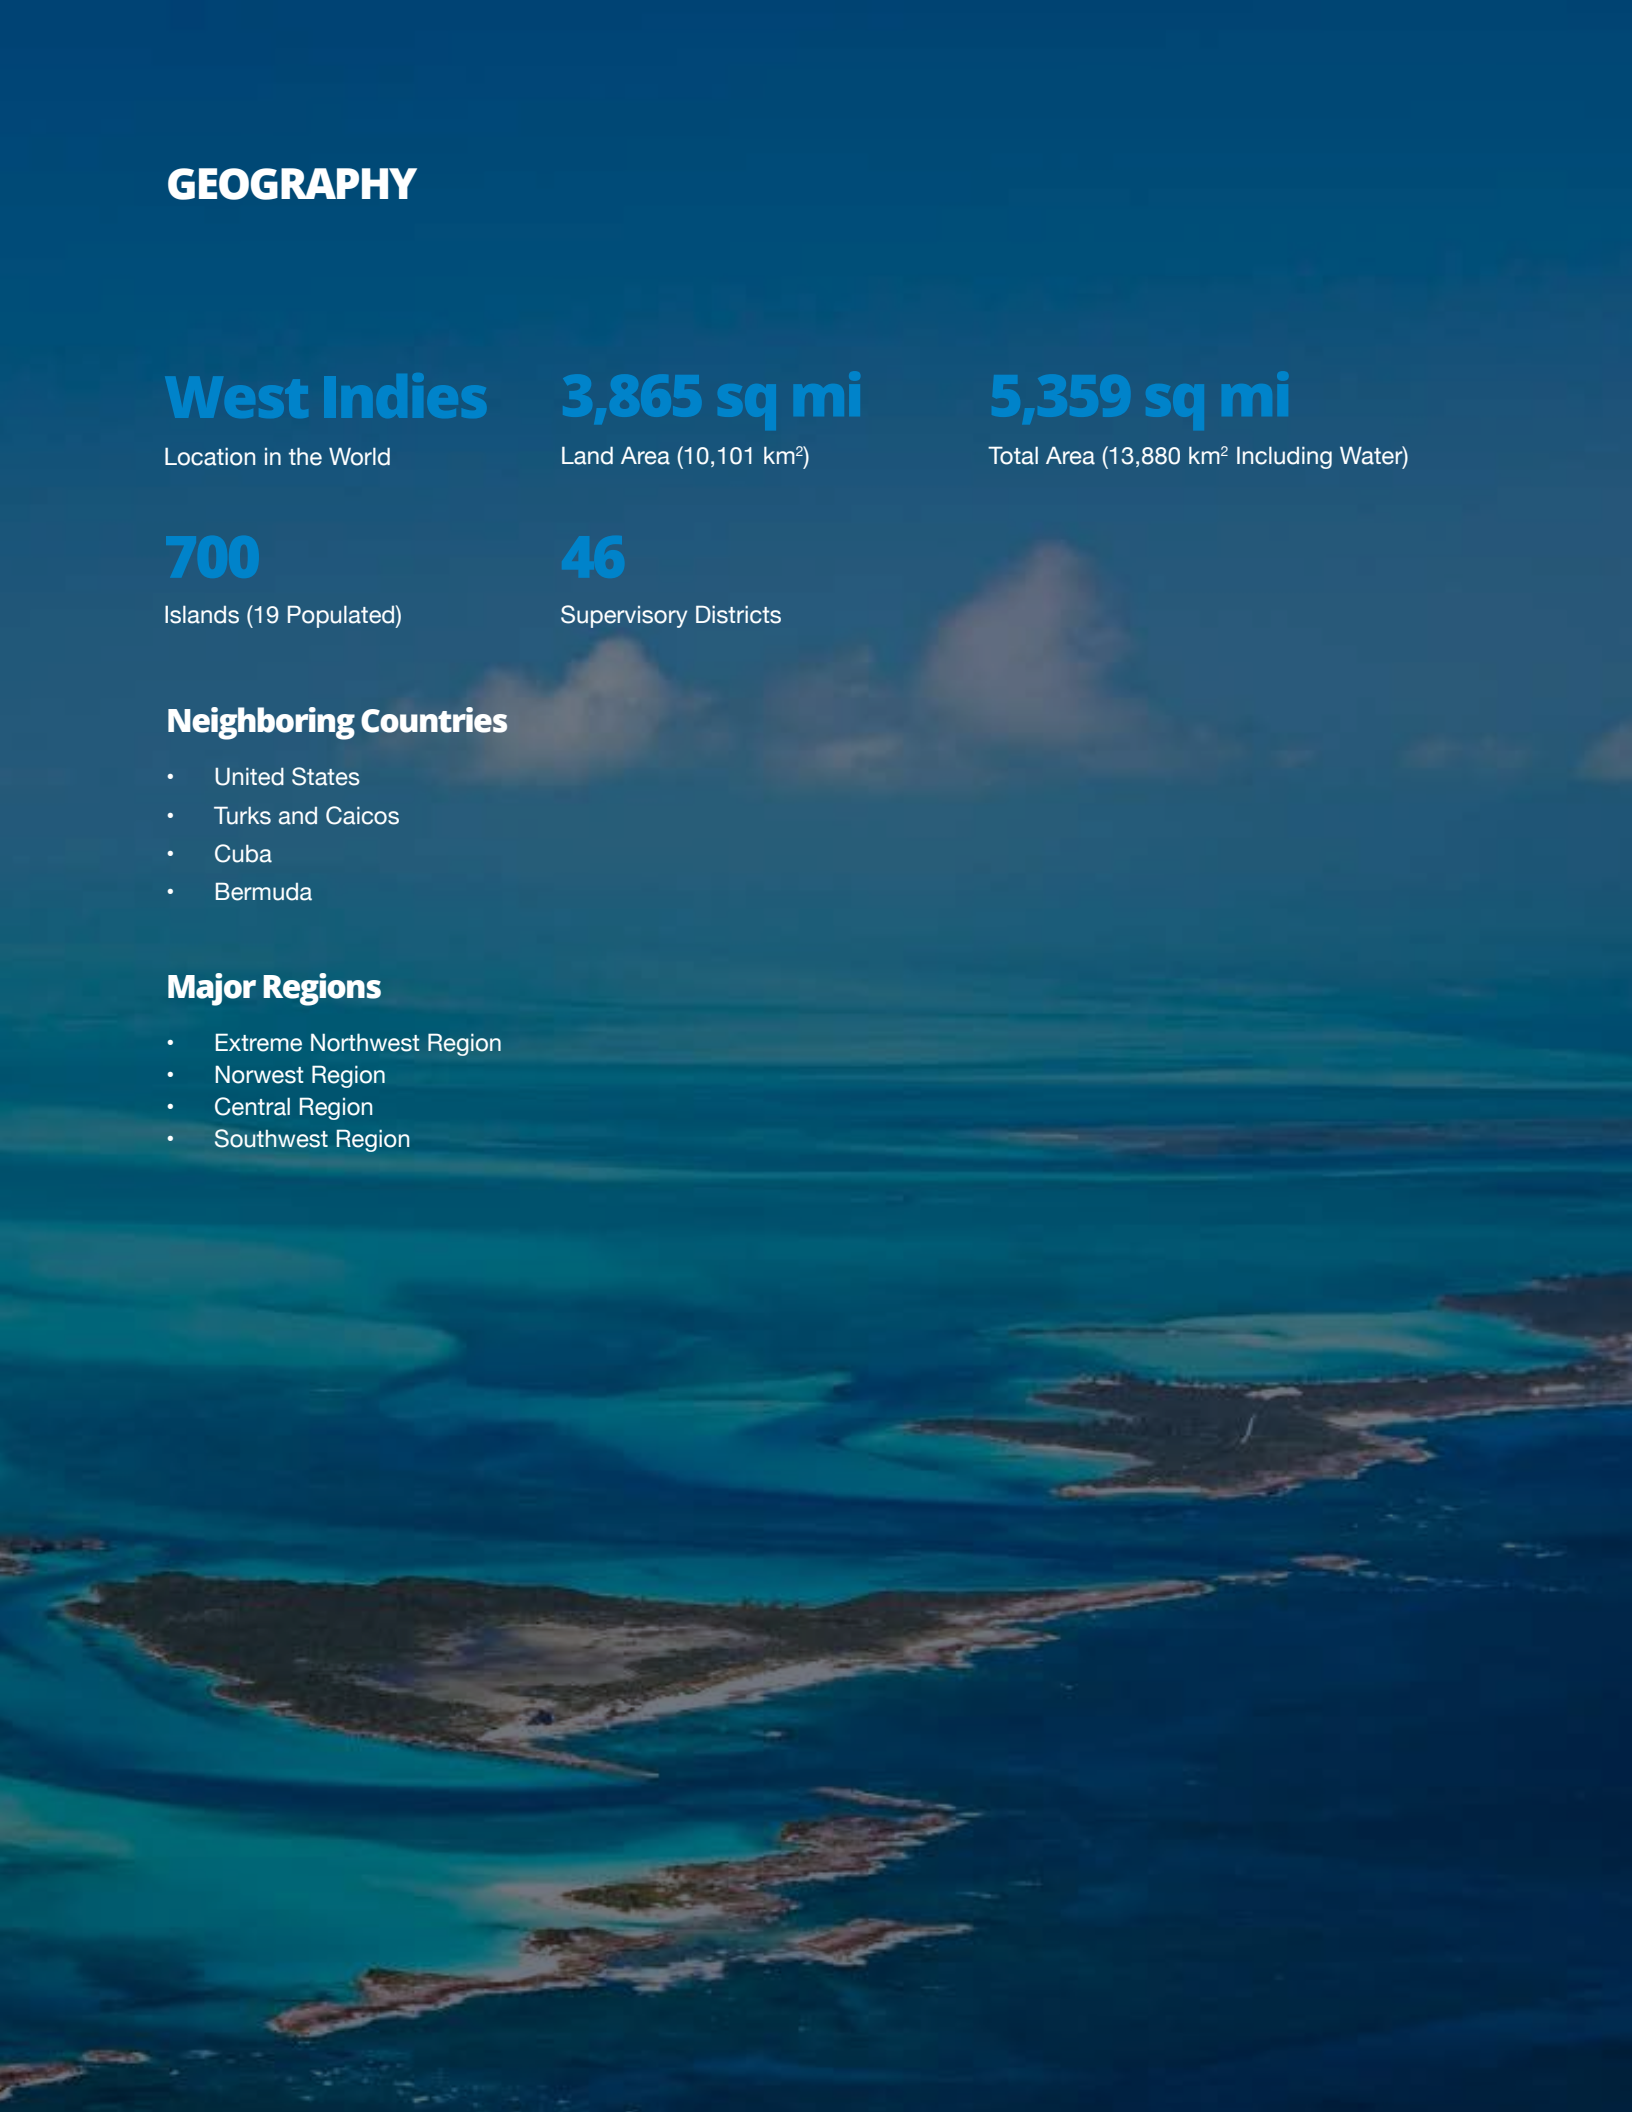 GEOGRAPHY
West Indies
Location in the World
3,865 sq mi
Land Area (10,101 km²)
5,359 sq mi
Total Area (13,880 km² Including Water)
700
Islands (19 Populated)
46
Supervisory Districts
Neighboring Countries
• United States
• Turks and Caicos
• Cuba
• Bermuda
Major Regions
• Extreme Northwest Region
• Norwest Region
• Central Region
• Southwest Region